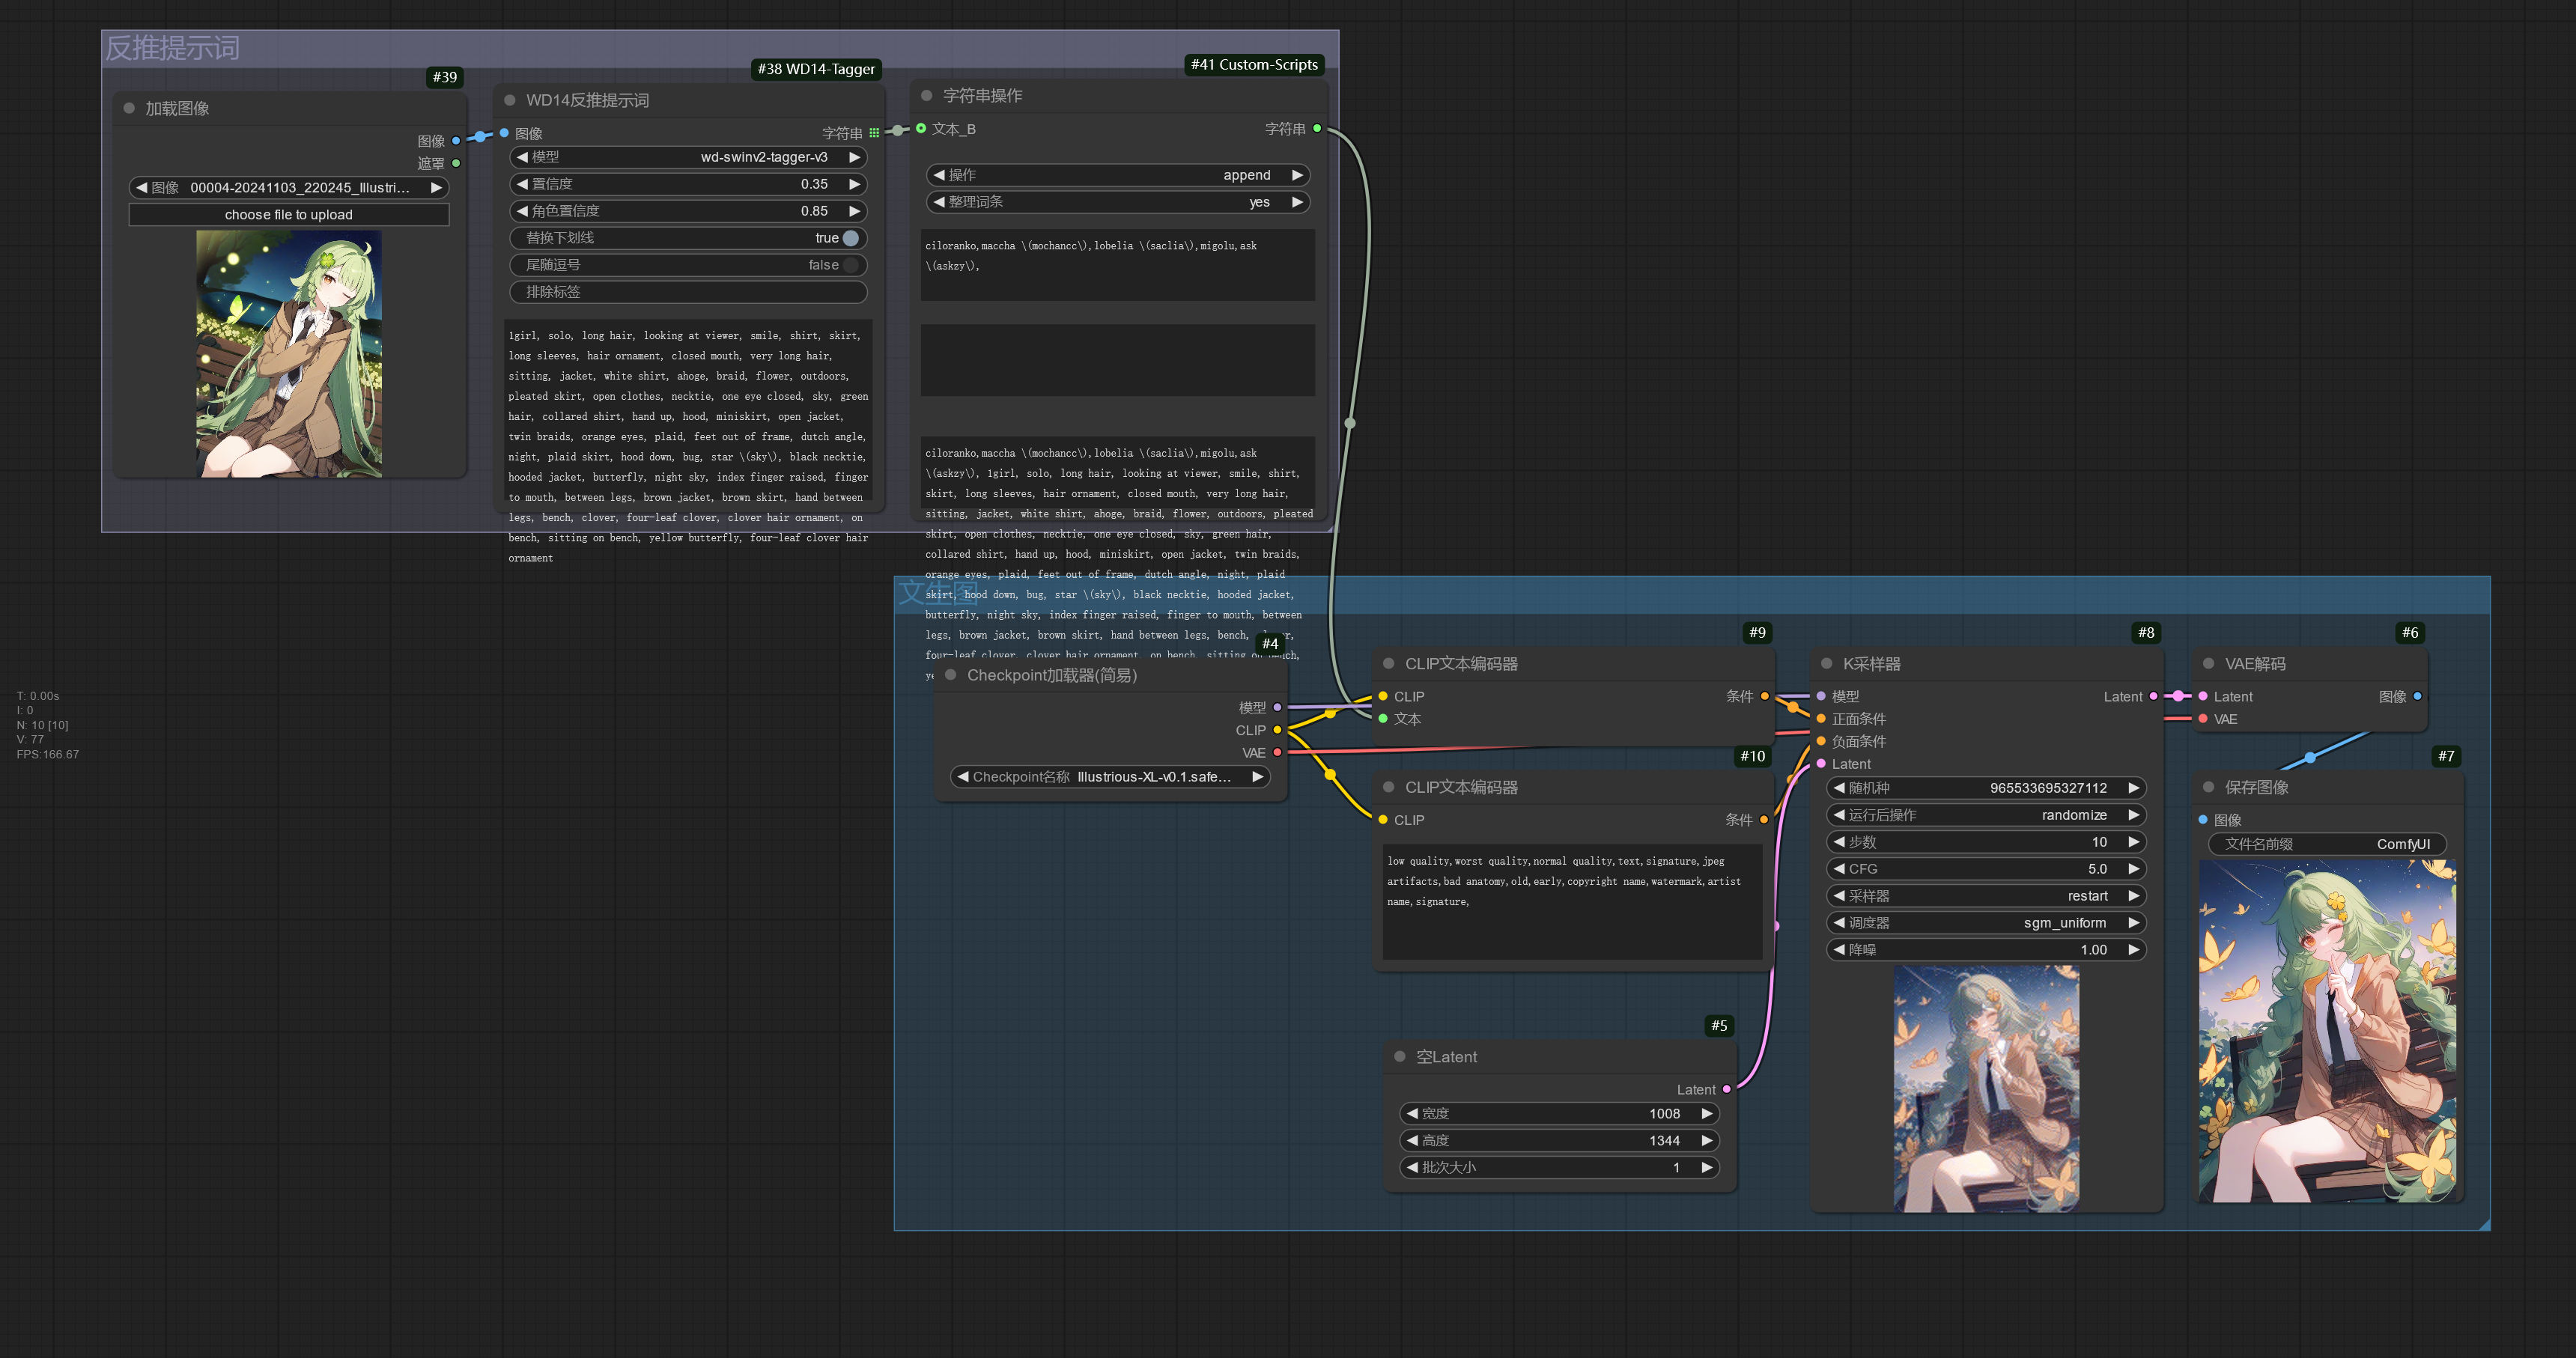 反推提示词
#39
加载图像
图像
遮罩
图像 00004-20241103_220245_Illustri...
choose file to upload
#38 WD14-Tagger
WD14反推提示词
图像 字符串
模型 wd-swinv2-tagger-v3
置信度 0.35
角色置信度 0.85
替换下划线 true
尾随逗号 false
排除标签
1girl, solo, long hair, looking at viewer, smile, shirt, skirt,
long sleeves, hair ornament, closed mouth, very long hair,
sitting, jacket, white shirt, ahoge, braid, flower, outdoors,
pleated skirt, open clothes, necktie, one eye closed, sky, green
hair, collared shirt, hand up, hood, miniskirt, open jacket,
twin braids, orange eyes, plaid, feet out of frame, dutch angle,
night, plaid skirt, hood down, bug, star \(sky\), black necktie,
hooded jacket, butterfly, night sky, index finger raised, finger
to mouth, between legs, brown jacket, brown skirt, hand between
legs, bench, clover, four-leaf clover, clover hair ornament, on
bench, sitting on bench, yellow butterfly, four-leaf clover hair
ornament
#41 Custom-Scripts
字符串操作
文本_B 字符串
操作 append
整理词条 yes
ciloranko,maccha \(mochancc\),lobelia \(saclia\),migolu,ask
\(askzy\),
ciloranko,maccha \(mochancc\),lobelia \(saclia\),migolu,ask
\(askzy\), 1girl, solo, long hair, looking at viewer, smile, shirt,
skirt, long sleeves, hair ornament, closed mouth, very long hair,
sitting, jacket, white shirt, ahoge, braid, flower, outdoors, pleated
skirt, open clothes, necktie, one eye closed, sky, green hair,
collared shirt, hand up, hood, miniskirt, open jacket, twin braids,
orange eyes, plaid, feet out of frame, dutch angle, night, plaid
skirt, hood down, bug, star \(sky\), black necktie, hooded jacket,
butterfly, night sky, index finger raised, finger to mouth, between
legs, brown jacket, brown skirt, hand between legs, bench,
four-leaf clover, clover hair ornament, on bench, sitting on bench,
文生图
#4
Checkpoint加载器(简易)
模型
CLIP
VAE
Checkpoint名称 Illustrious-XL-v0.1.safe...
#9
CLIP文本编码器
CLIP 条件
文本
#10
CLIP文本编码器
CLIP 条件
low quality,worst quality,normal quality,text,signature,jpeg
artifacts,bad anatomy,old,early,copyright name,watermark,artist
name,signature,
#5
空Latent
Latent
宽度 1008
高度 1344
批次大小 1
#8
K采样器
模型 Latent
正面条件
负面条件
Latent
随机种 965533695327112
运行后操作 randomize
步数 10
CFG 5.0
采样器 restart
调度器 sgm_uniform
降噪 1.00
#6
VAE解码
Latent 图像
VAE
#7
保存图像
图像
文件名前缀 ComfyUI
T: 0.00s
I: 0
N: 10 [10]
V: 77
FPS:166.67